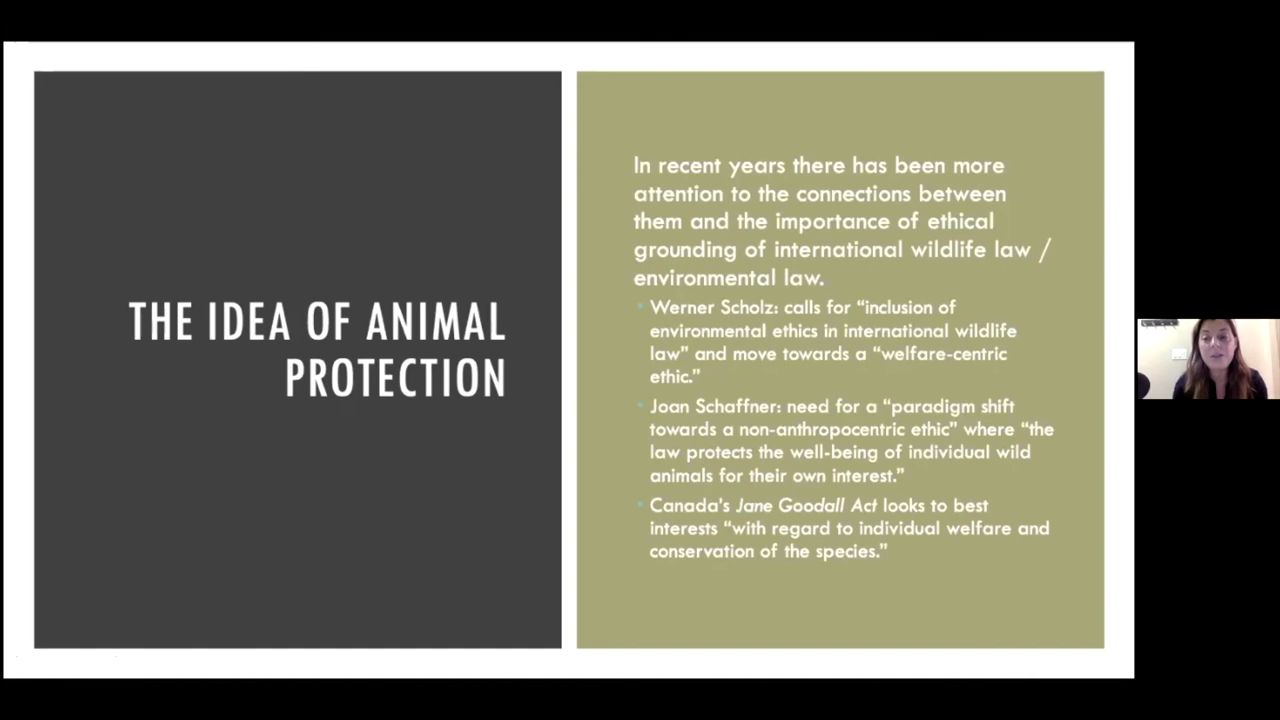 THE IDEA OF ANIMAL
PROTECTION
In recent years there has been more
attention to the connections between
them and the importance of ethical
grounding of international wildlife law /
environmental law.
Werner Scholz: calls for “inclusion of
environmental ethics in international wildlife
law” and move towards a “welfare-centric
ethic.”
Joan Schaffner: need for a “paradigm shift
towards a non-anthropocentric ethic” where “the
law protects the well-being of individual wild
animals for their own interest.”
Canada’s Jane Goodall Act looks to best
interests “with regard to individual welfare and
conservation of the species.”